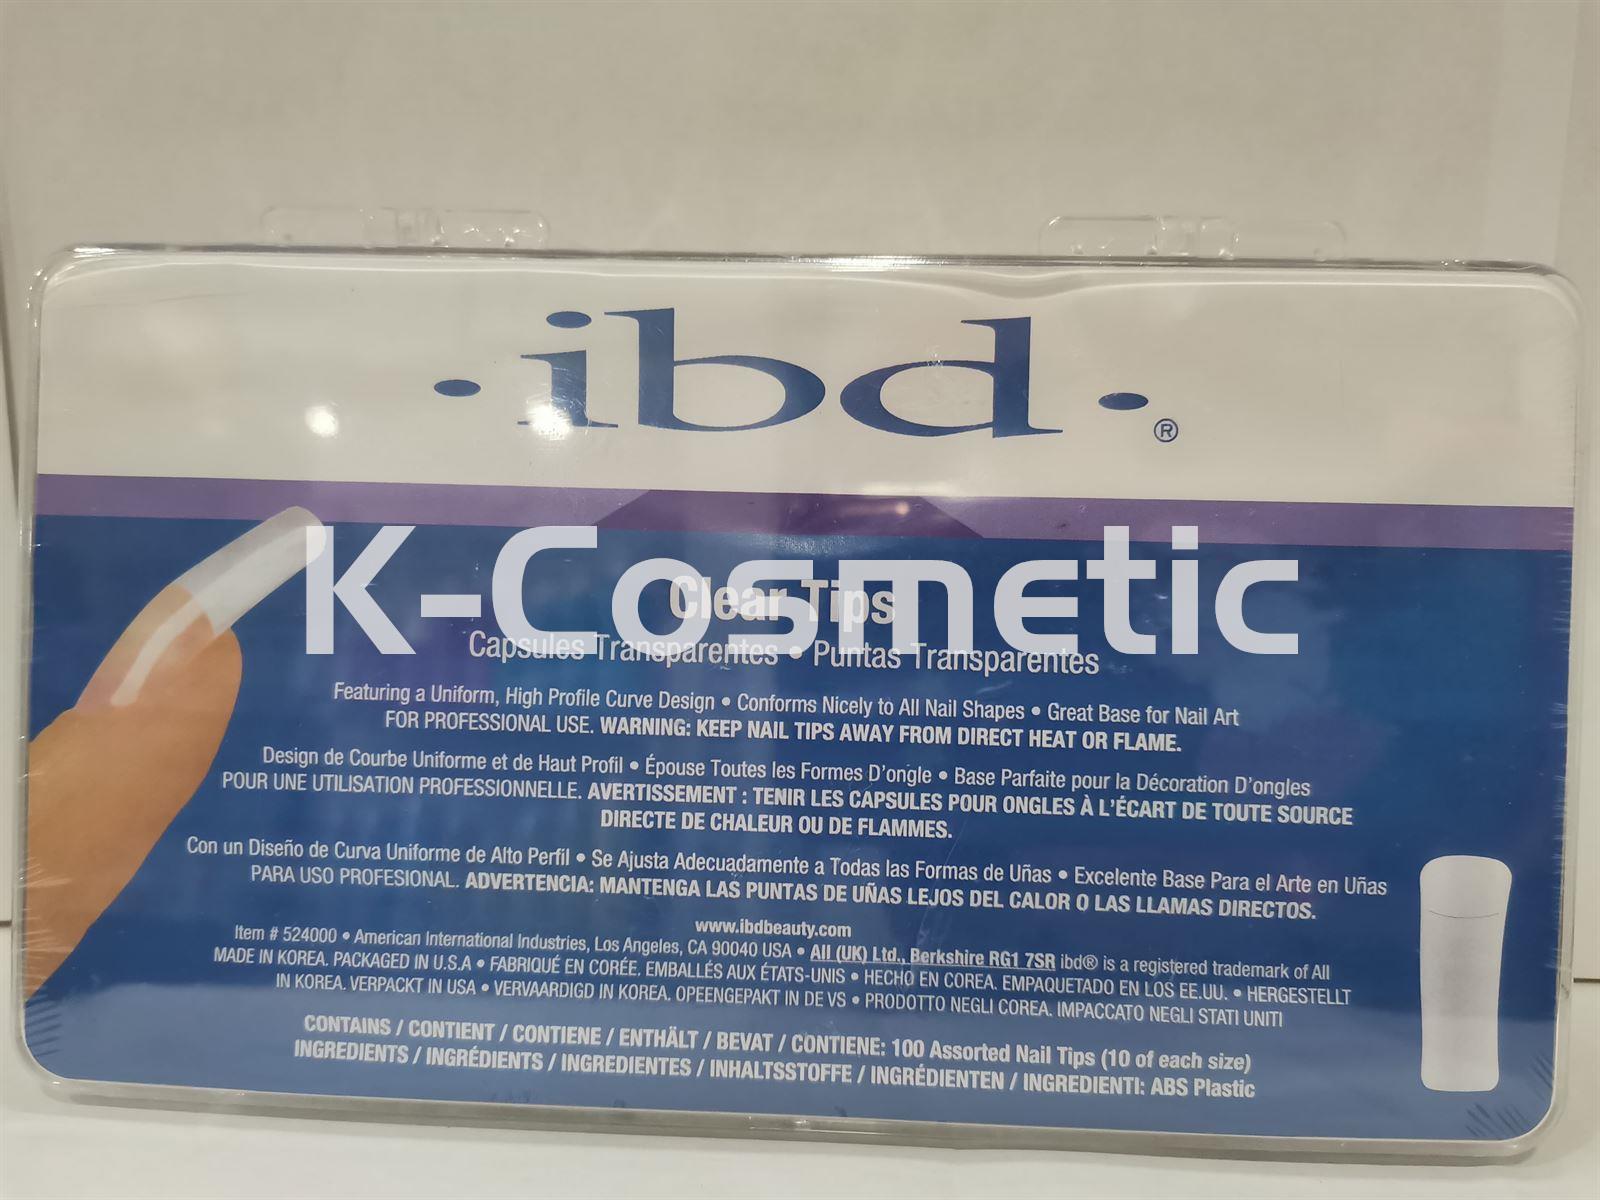 • ibd • ®
K-Cosmetic
Clear Tips
Capsules Transparentes • Puntas Transparentes
Featuring a Uniform, High Profile Curve Design • Conforms Nicely to All Nail Shapes • Great Base for Nail Art
FOR PROFESSIONAL USE. WARNING: KEEP NAIL TIPS AWAY FROM DIRECT HEAT OR FLAME.
Design de Courbe Uniforme et de Haut Profil • Épouse Toutes les Formes D'ongle • Base Parfaite pour la Décoration D'ongles
POUR UNE UTILISATION PROFESSIONNELLE. AVERTISSEMENT : TENIR LES CAPSULES POUR ONGLES À L'ÉCART DE TOUTE SOURCE
DIRECTE DE CHALEUR OU DE FLAMMES.
Con un Diseño de Curva Uniforme de Alto Perfil • Se Ajusta Adecuadamente a Todas las Formas de Uñas • Excelente Base Para el Arte en Uñas
PARA USO PROFESIONAL. ADVERTENCIA: MANTENGA LAS PUNTAS DE UÑAS LEJOS DEL CALOR O LAS LLAMAS DIRECTOS.
www.ibdbeauty.com
Item # 524000 • American International Industries, Los Angeles, CA 90040 USA • AII (UK) Ltd., Berkshire RG1 7SR ibd® is a registered trademark of AII
MADE IN KOREA. PACKAGED IN U.S.A • FABRIQUÉ EN CORÉE. EMBALLÉS AUX ÉTATS-UNIS • HECHO EN COREA. EMPAQUETADO EN LOS EE.UU. • HERGESTELLT
IN KOREA. VERPACKT IN USA • VERVAARDIGD IN KOREA. OPEENGEPAKT IN DE VS • PRODOTTO NEGLI COREA. IMPACCATO NEGLI STATI UNITI
CONTAINS / CONTIENT / CONTIENE / ENTHÄLT / BEVAT / CONTIENE: 100 Assorted Nail Tips (10 of each size)
INGREDIENTS / INGRÉDIENTS / INGREDIENTES / INHALTSSTOFFE / INGRÉDIENTEN / INGREDIENTI: ABS Plastic